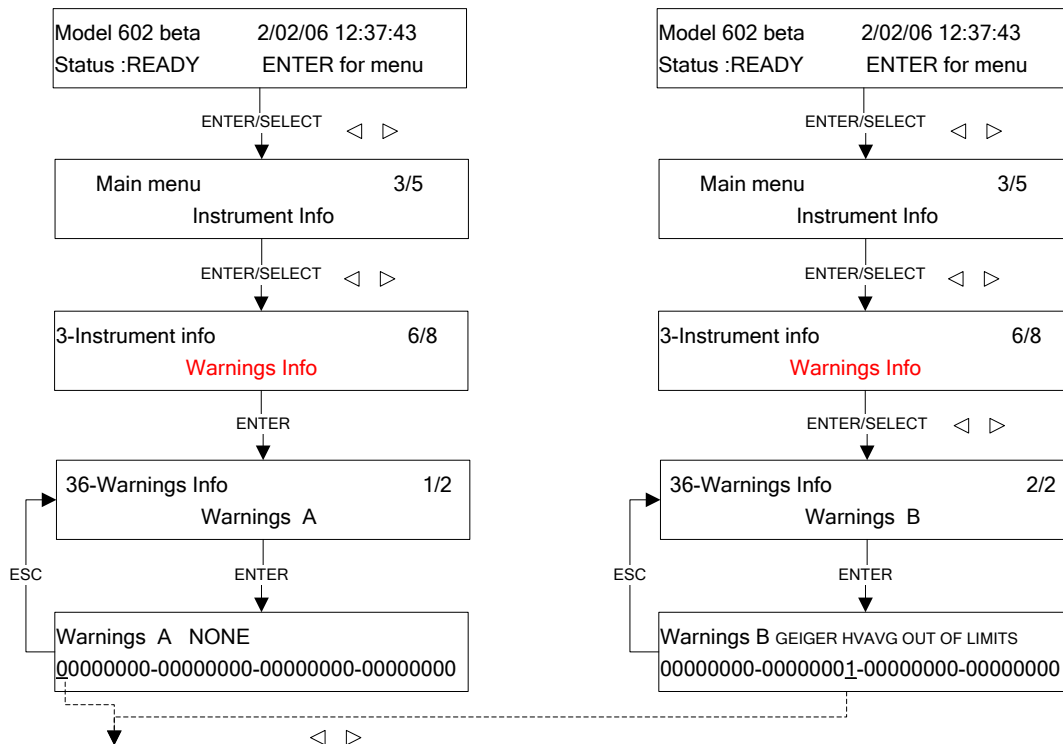 Model 602 beta 2/02/06 12:37:43
Status :READY ENTER for menu
ENTER/SELECT
Main menu 3/5
Instrument Info
ENTER/SELECT
3-Instrument info 6/8
Warnings Info
ENTER
36-Warnings Info 1/2
Warnings A
ESC
ENTER
Warnings A NONE
00000000-00000000-00000000-00000000
Model 602 beta 2/02/06 12:37:43
Status :READY ENTER for menu
ENTER/SELECT
Main menu 3/5
Instrument Info
ENTER/SELECT
3-Instrument info 6/8
Warnings Info
ENTER/SELECT
36-Warnings Info 2/2
Warnings B
ESC
ENTER
Warnings B GEIGER HVAVG OUT OF LIMITS
00000000-00000001-00000000-00000000